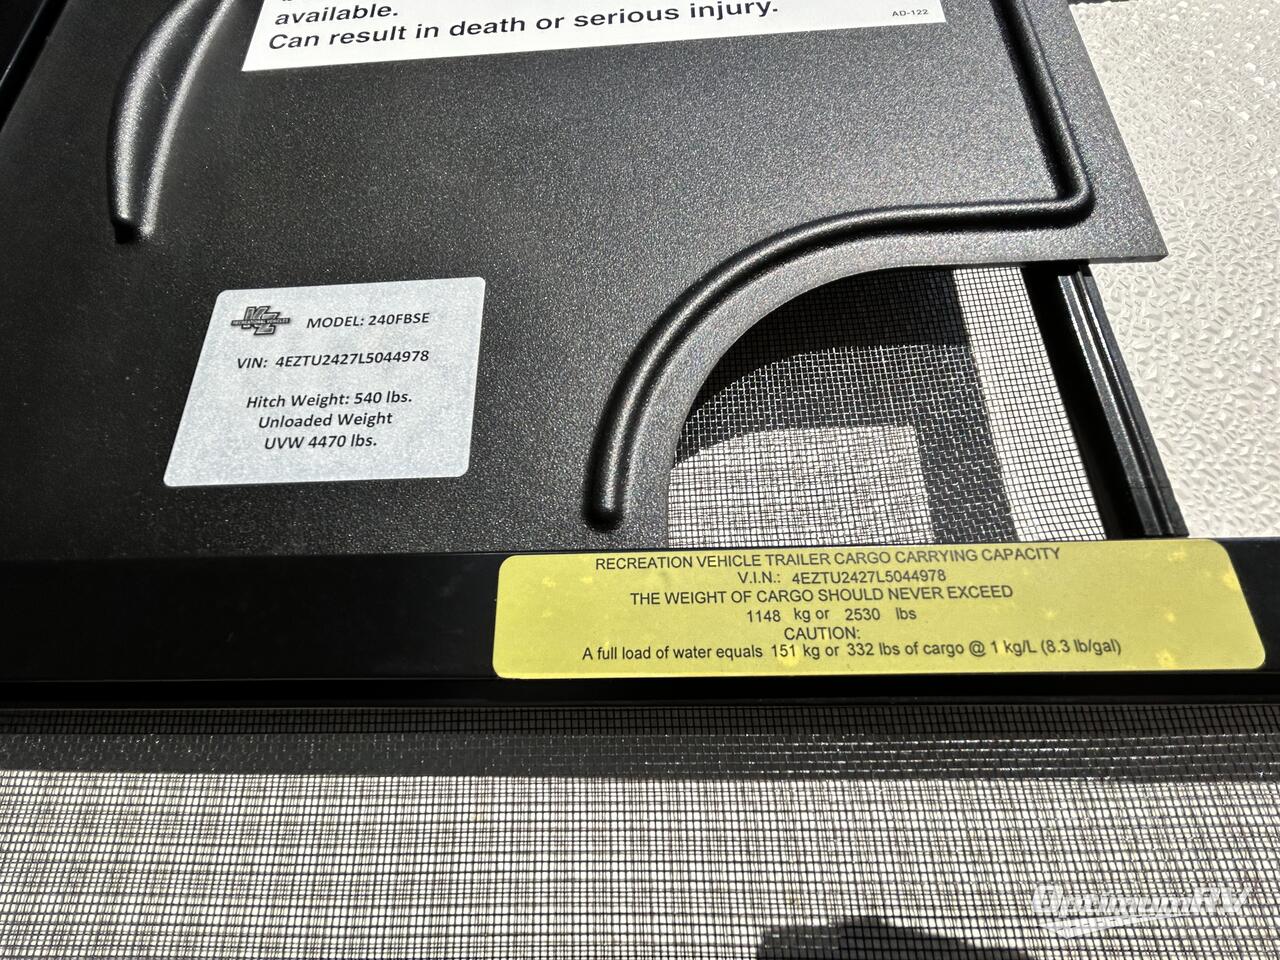 available.
Can result in death or serious injury.
AD-122
KZ
RECREATIONAL VEHICLES
MODEL: 240FBSE
VIN: 4EZTU2427L5044978
Hitch Weight: 540 lbs.
Unloaded Weight
UVW 4470 lbs.
RECREATION VEHICLE TRAILER CARGO CARRYING CAPACITY
V.I.N.: 4EZTU2427L5044978
THE WEIGHT OF CARGO SHOULD NEVER EXCEED
1148 kg or 2530 lbs
CAUTION:
A full load of water equals 151 kg or 332 lbs of cargo @ 1 kg/L (8.3 lb/gal)
OptimumRV